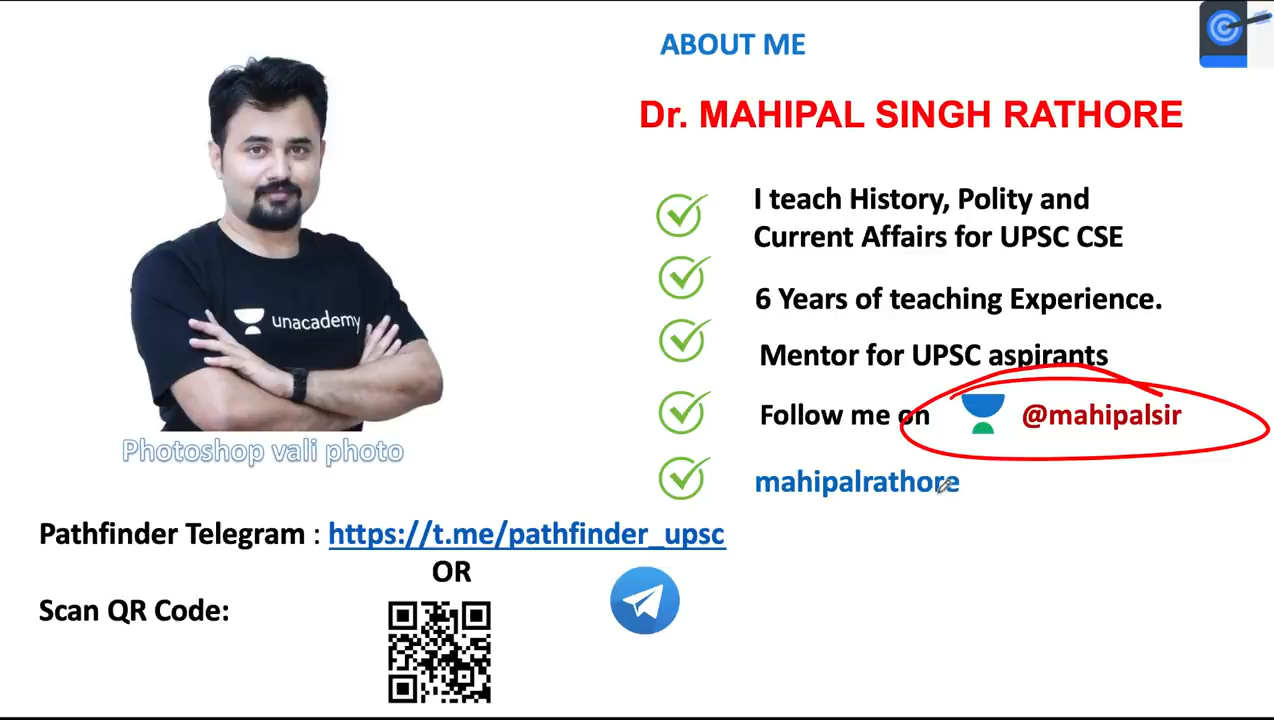 ABOUT ME
Dr. MAHIPAL SINGH RATHORE
I teach History, Polity and
Current Affairs for UPSC CSE
6 Years of teaching Experience.
Mentor for UPSC aspirants
Follow me on @mahipalsir
mahipalrathore
unacademy
Photoshop vali photo
Pathfinder Telegram : https://t.me/pathfinder_upsc
OR
Scan QR Code: